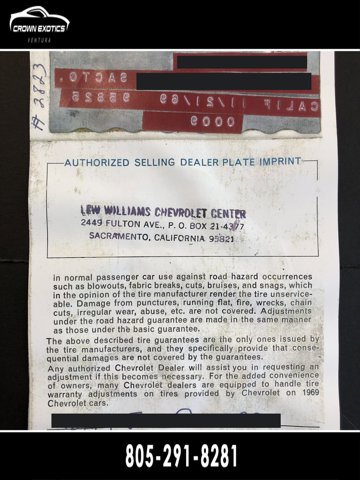 CROWN EXOTICS
VENTURA
# 2823
SACTO.
CALIF 11/21/69 95825
0009
AUTHORIZED SELLING DEALER PLATE IMPRINT
LEW WILLIAMS CHEVROLET CENTER
2449 FULTON AVE., P. O. BOX 21-4377
SACRAMENTO, CALIFORNIA 95821
in normal passenger car use against road hazard occurrences
such as blowouts, fabric breaks, cuts, bruises, and snags, which
in the opinion of the tire manufacturer render the tire unservice-
able. Damage from punctures, running flat, fire, wrecks, chain
cuts, irregular wear, abuse, etc. are not covered. Adjustments
under the road hazard guarantee are made in the same manner
as those under the basic guarantee.
The above described tire guarantees are the only ones issued by
the tire manufacturers, and they specifically provide that conse-
quential damages are not covered by the guarantees.
Any authorized Chevrolet Dealer will assist you in requesting an
adjustment if this becomes necessary. For the added convenience
of owners, many Chevrolet dealers are equipped to handle tire
warranty adjustments on tires provided by Chevrolet on 1969
Chevrolet cars.
805-291-8281